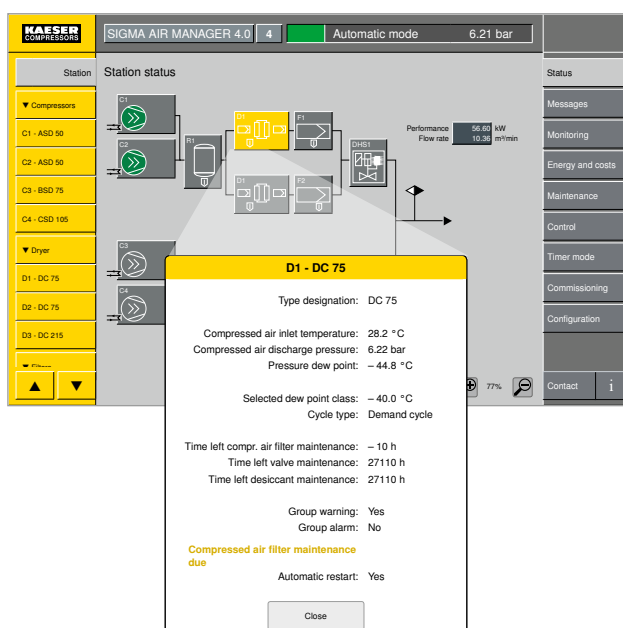 KAESER
COMPRESSORS
SIGMA AIR MANAGER 4.0
4
Automatic mode
6.21 bar
Station
▼ Compressors
C1 - ASD 50
C2 - ASD 50
C3 - BSD 75
C4 - CSD 105
▼ Dryer
D1 - DC 75
D2 - DC 75
D3 - DC 215
▼ Filters
▲
▼
Station status
C1
C2
R1
D1
F1
D1
F2
DHS1
C3
C4
Performance 56.60 kW
Flow rate 10.36 m³/min
77%
Status
Messages
Monitoring
Energy and costs
Maintenance
Control
Timer mode
Commissioning
Configuration
Contact
i
D1 - DC 75
Type designation: DC 75
Compressed air inlet temperature: 28.2 °C
Compressed air discharge pressure: 6.22 bar
Pressure dew point: – 44.8 °C
Selected dew point class: – 40.0 °C
Cycle type: Demand cycle
Time left compr. air filter maintenance: – 10 h
Time left valve maintenance: 27110 h
Time left desiccant maintenance: 27110 h
Group warning: Yes
Group alarm: No
Compressed air filter maintenance
due
Automatic restart: Yes
Close